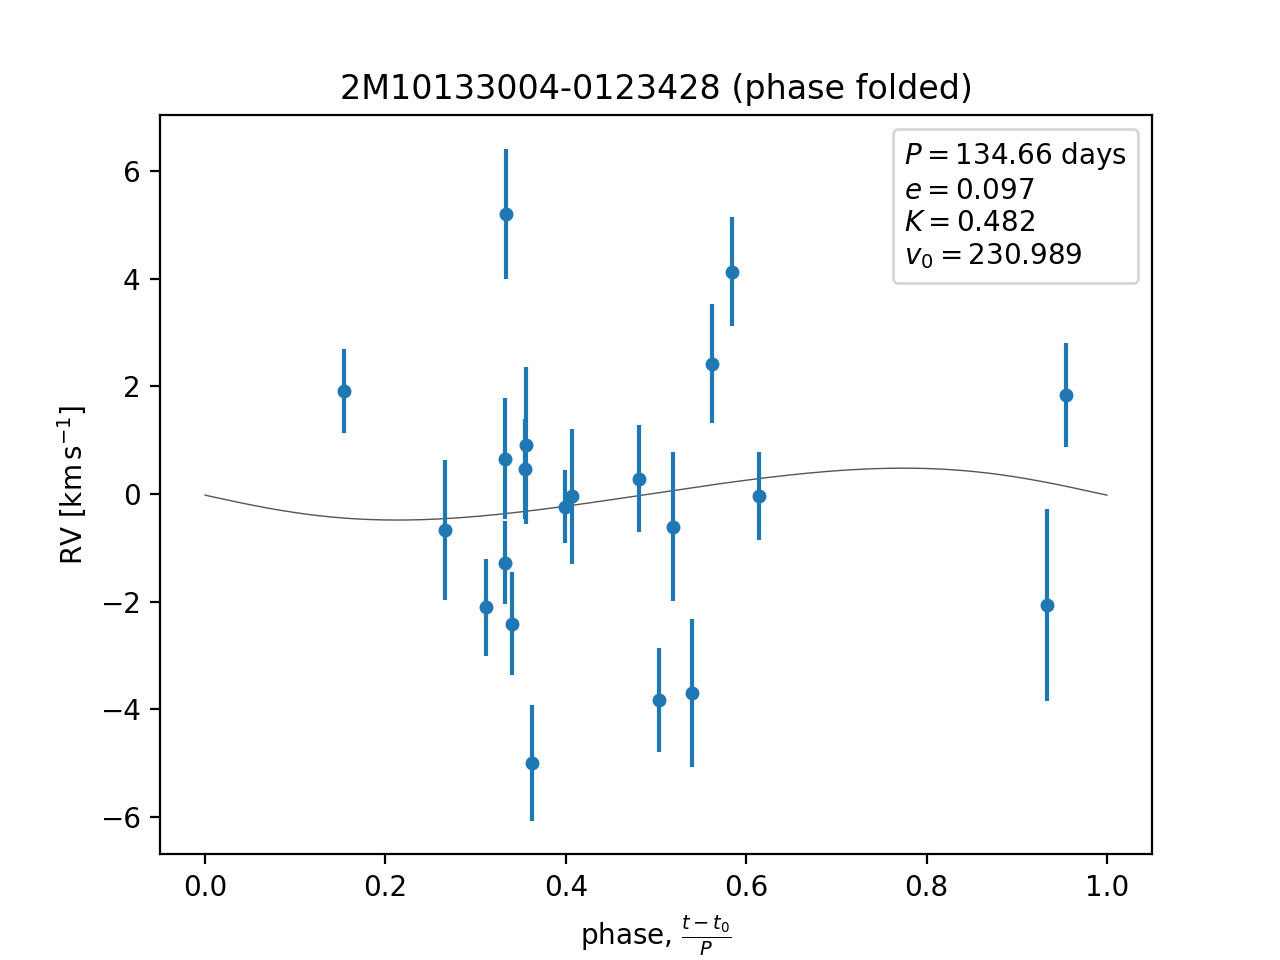 2M10133004-0123428 (phase folded)
P = 134.66 days
e = 0.097
K = 0.482
v₀ = 230.989
RV [km s⁻¹]
6
4
2
0
−2
−4
−6
0.0 0.2 0.4 0.6 0.8 1.0
phase, (t − t₀)/P